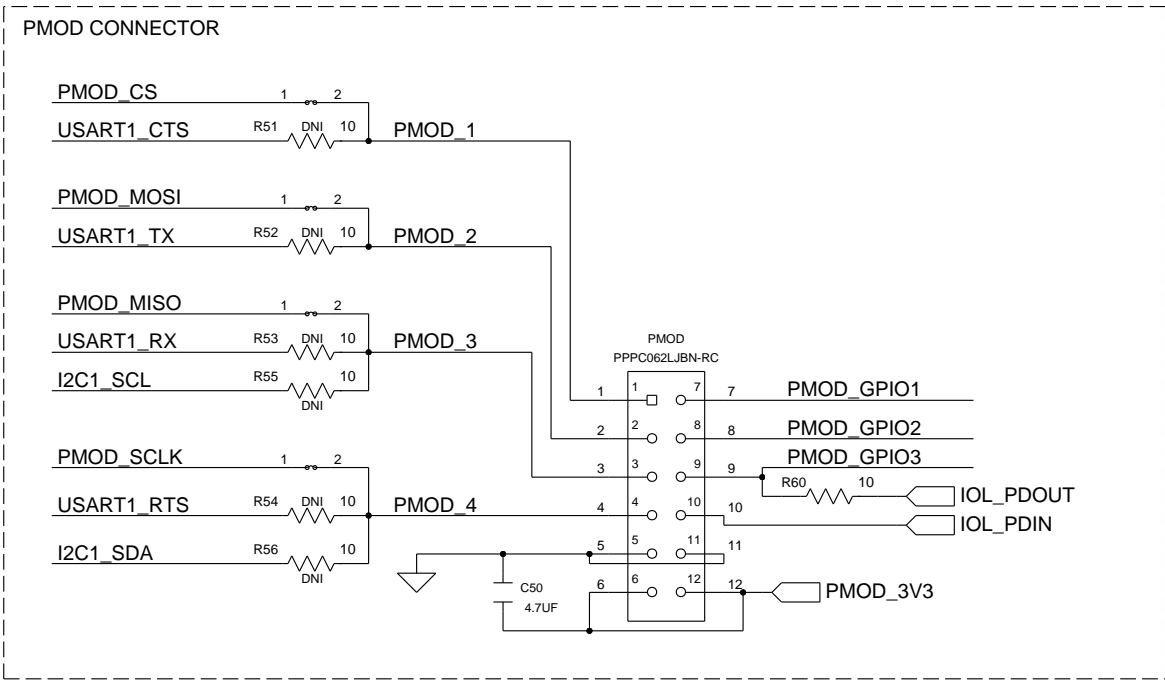 PMOD CONNECTOR
PMOD_CS 1 2
USART1_CTS R51 DNI 10 PMOD_1
PMOD_MOSI 1 2
USART1_TX R52 DNI 10 PMOD_2
PMOD_MISO 1 2
USART1_RX R53 DNI 10 PMOD_3
I2C1_SCL R55 10
DNI
PMOD_SCLK 1 2
USART1_RTS R54 DNI 10 PMOD_4
I2C1_SDA R56 10
DNI
PMOD
PPPC062LJBN-RC
1 1 7 7 PMOD_GPIO1
2 2 8 8 PMOD_GPIO2
3 3 9 9 PMOD_GPIO3
R60 10 IOL_PDOUT
4 4 10 10 IOL_PDIN
5 5 11 11
6 6 12 12 PMOD_3V3
C50
4.7UF